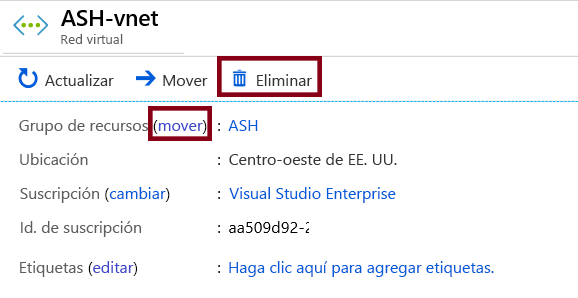 ASH-vnet
Red virtual
Actualizar Mover Eliminar
Grupo de recursos (mover) : ASH
Ubicación : Centro-oeste de EE. UU.
Suscripción (cambiar) : Visual Studio Enterprise
Id. de suscripción : aa509d92-
Etiquetas (editar) : Haga clic aquí para agregar etiquetas.